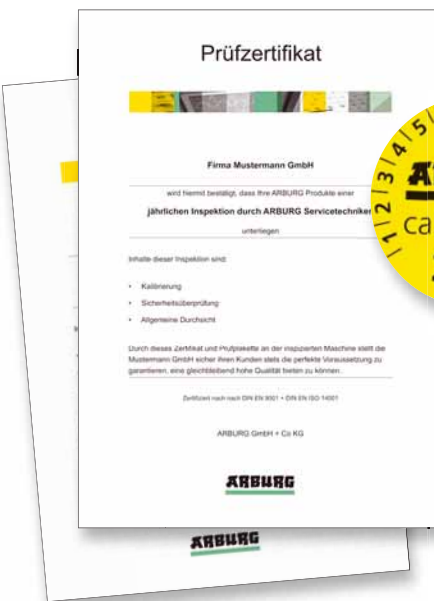 Prüfzertifikat
Firma Mustermann GmbH
wird hiermit bestätigt, dass Ihre ARBURG Produkte einer
jährlichen Inspektion durch ARBURG Servicetechniker
unterliegen.
Inhalte dieser Inspektion sind:
• Kalibrierung
• Sicherheitsüberprüfung
• Allgemeine Durchsicht
Durch dieses Zertifikat und Prüfplakette an der inspizierten Maschine stellt die
Mustermann GmbH sicher ihren Kunden stets die perfekte Voraussetzung zu
garantieren, eine gleichbleibend hohe Qualität bieten zu können.
Zertifiziert nach nach DIN EN 9001 + DIN EN ISO 14001
ARBURG GmbH + Co KG
ARBURG
ARBURG
1 2 3 4 5
A
ca